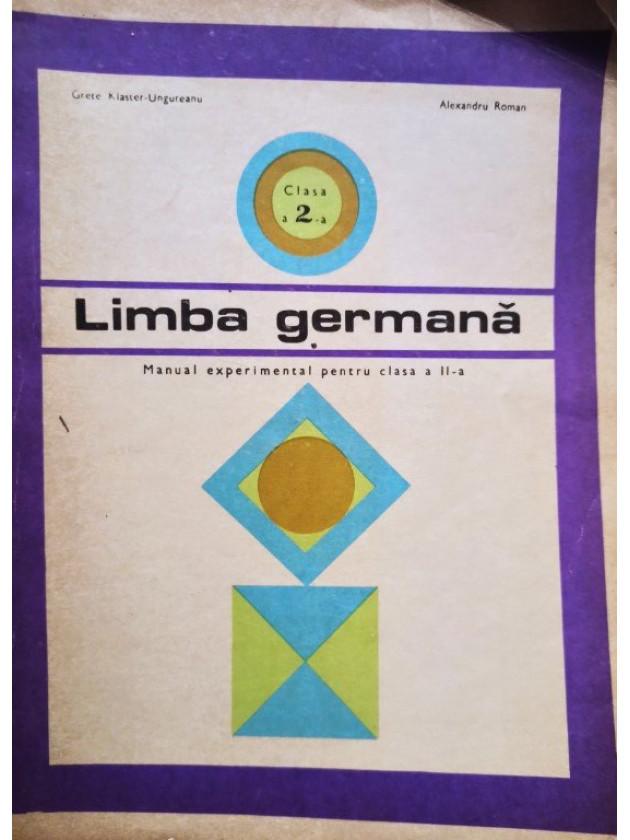 Grete Klaster-Ungureanu
Alexandru Roman
Clasa
a 2-a
Limba germană
Manual experimental pentru clasa a II-a